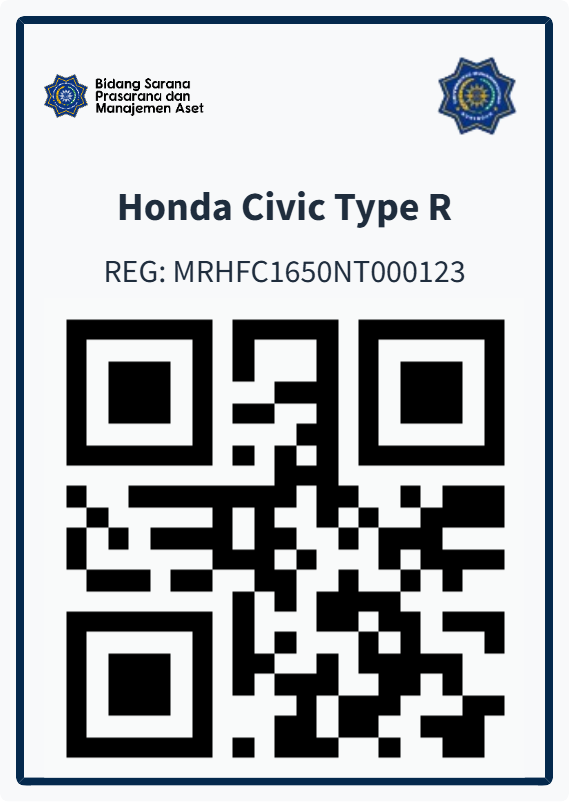 Bidang Sarana
Prasarana dan
Manajemen Aset
Honda Civic Type R
REG: MRHFC1650NT000123